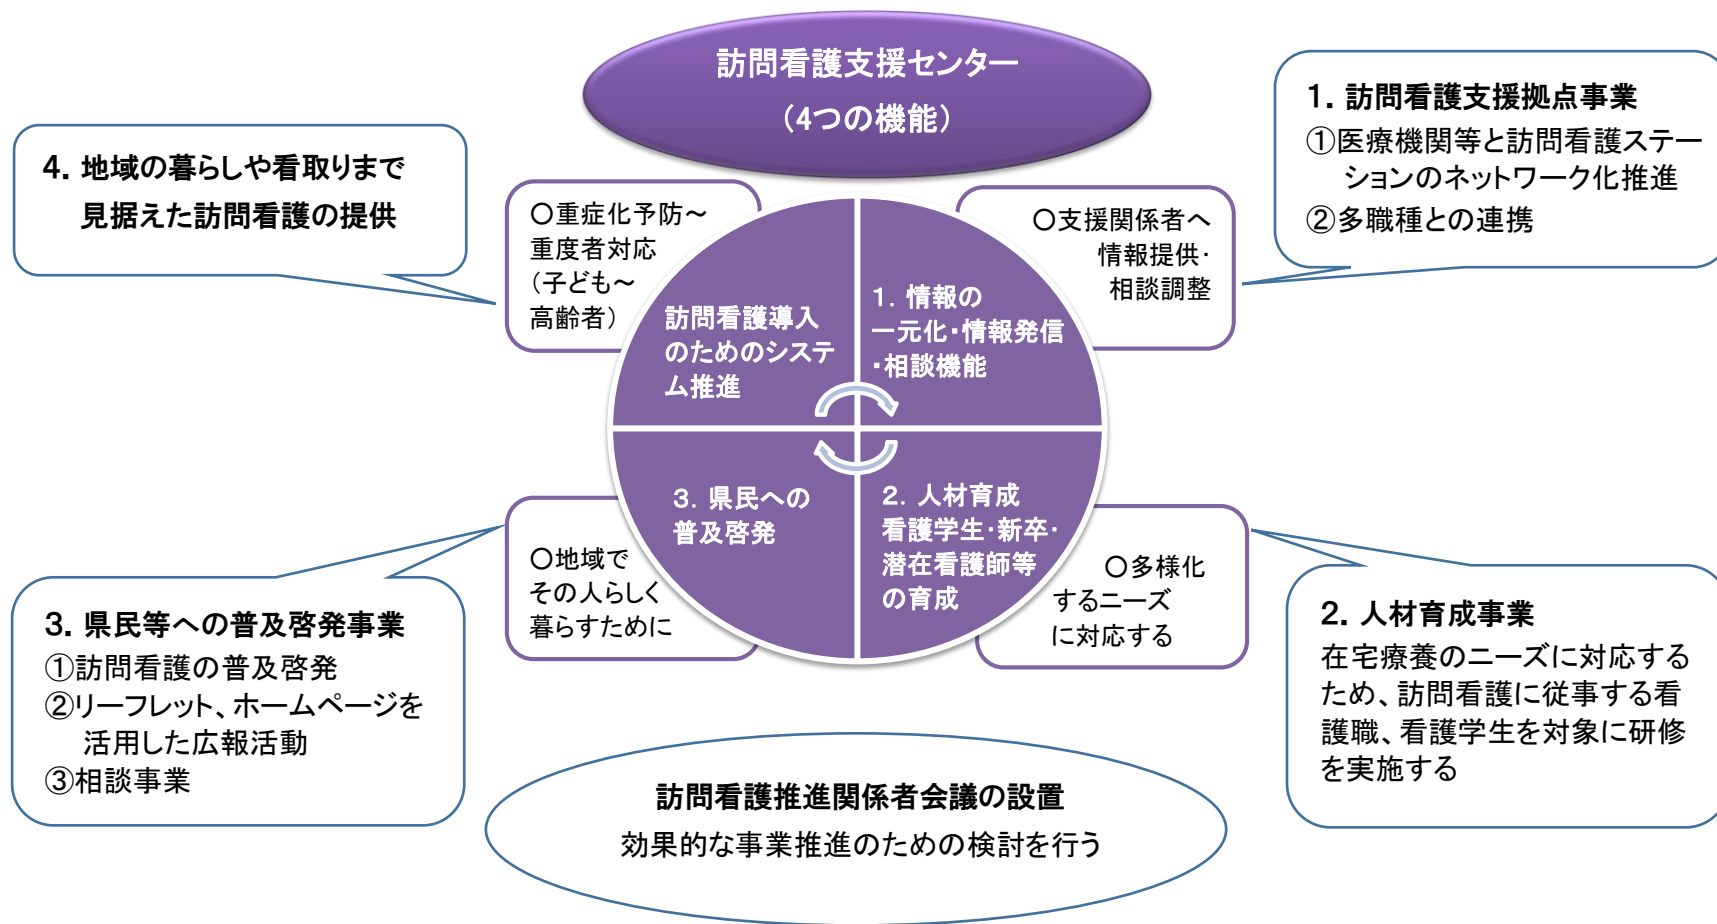 訪問看護支援センター
(4つの機能)
1. 訪問看護支援拠点事業
①医療機関等と訪問看護ステー
ションのネットワーク化推進
②多職種との連携
4. 地域の暮らしや看取りまで
見据えた訪問看護の提供
○重症化予防～
重度者対応
(子ども～
高齢者)
○支援関係者へ
情報提供・
相談調整
訪問看護導入
のためのシステ
ム推進
1. 情報の
一元化・情報発信
・相談機能
3. 県民への
普及啓発
2. 人材育成
看護学生・新卒・
潜在看護師等
の育成
○地域で
その人らしく
暮らすために
○多様化
するニーズ
に対応する
3. 県民等への普及啓発事業
①訪問看護の普及啓発
②リーフレット、ホームページを
活用した広報活動
③相談事業
2. 人材育成事業
在宅療養のニーズに対応する
ため、訪問看護に従事する看
護職、看護学生を対象に研修
を実施する
訪問看護推進関係者会議の設置
効果的な事業推進のための検討を行う